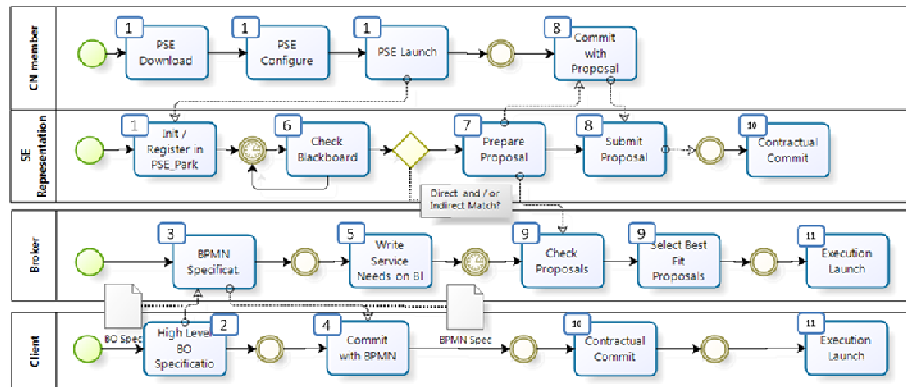 CN member
1
PSE
Download
1
PSE
Configure
1
PSE Launch
8
Commit
with
Proposal
SE
Representation
1
Init /
Register in
PSE_Park
6
Check
Blackboard
7
Prepare
Proposal
8
Submit
Proposal
10
Contractual
Commit
Direct and / or
Indirect Match?
Broker
3
BPMN
Specificat.
5
Write
Service
Needs on Bl
9
Check
Proposals
9
Select Best
Fit
Proposals
11
Execution
Launch
BO Spec
BPMN Spec
Client
2
High Level
BO
Specificatio
4
Commit
with BPMN
10
Contractual
Commit
11
Execution
Launch